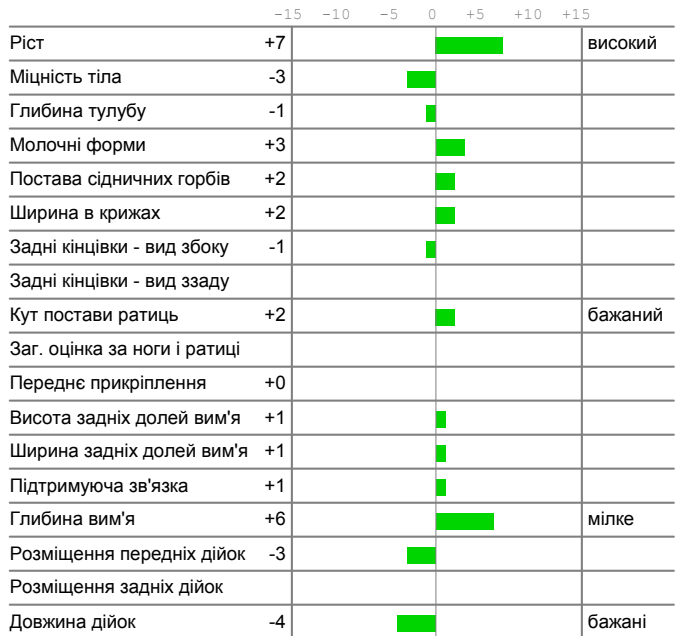 -15 -10 -5 0 +5 +10 +15
Ріст +7 високий
Міцність тіла -3
Глибина тулубу -1
Молочні форми +3
Постава сідничних горбів +2
Ширина в крижах +2
Задні кінцівки - вид збоку -1
Задні кінцівки - вид ззаду
Кут постави ратиць +2 бажаний
Заг. оцінка за ноги і ратиці
Переднє прикріплення +0
Висота задніх долей вим'я +1
Ширина задніх долей вим'я +1
Підтримуюча зв'язка +1
Глибина вим'я +6 мілке
Розміщення передніх дійок -3
Розміщення задніх дійок
Довжина дійок -4 бажані